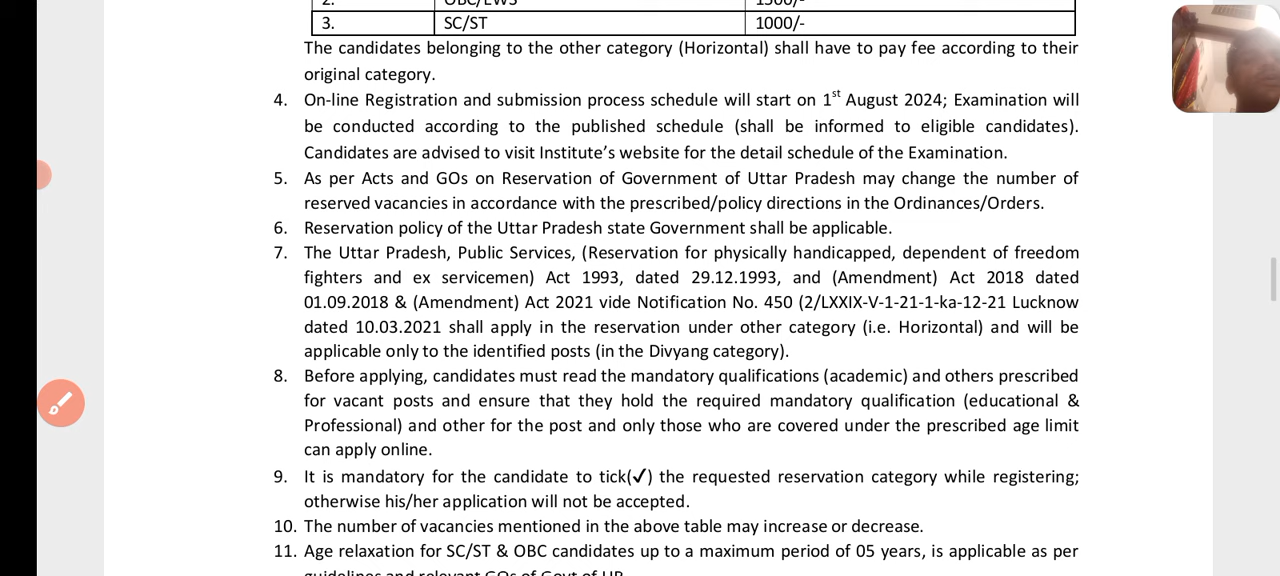 2. OBC/EWS 1500/-
3. SC/ST 1000/-
The candidates belonging to the other category (Horizontal) shall have to pay fee according to their
original category.
4. On-line Registration and submission process schedule will start on 1st August 2024; Examination will
be conducted according to the published schedule (shall be informed to eligible candidates).
Candidates are advised to visit Institute's website for the detail schedule of the Examination.
5. As per Acts and GOs on Reservation of Government of Uttar Pradesh may change the number of
reserved vacancies in accordance with the prescribed/policy directions in the Ordinances/Orders.
6. Reservation policy of the Uttar Pradesh state Government shall be applicable.
7. The Uttar Pradesh, Public Services, (Reservation for physically handicapped, dependent of freedom
fighters and ex servicemen) Act 1993, dated 29.12.1993, and (Amendment) Act 2018 dated
01.09.2018 & (Amendment) Act 2021 vide Notification No. 450 (2/LXXIX-V-1-21-1-ka-12-21 Lucknow
dated 10.03.2021 shall apply in the reservation under other category (i.e. Horizontal) and will be
applicable only to the identified posts (in the Divyang category).
8. Before applying, candidates must read the mandatory qualifications (academic) and others prescribed
for vacant posts and ensure that they hold the required mandatory qualification (educational &
Professional) and other for the post and only those who are covered under the prescribed age limit
can apply online.
9. It is mandatory for the candidate to tick(✓) the requested reservation category while registering;
otherwise his/her application will not be accepted.
10. The number of vacancies mentioned in the above table may increase or decrease.
11. Age relaxation for SC/ST & OBC candidates up to a maximum period of 05 years, is applicable as per
guidelines and relevant GOs of Govt of UP